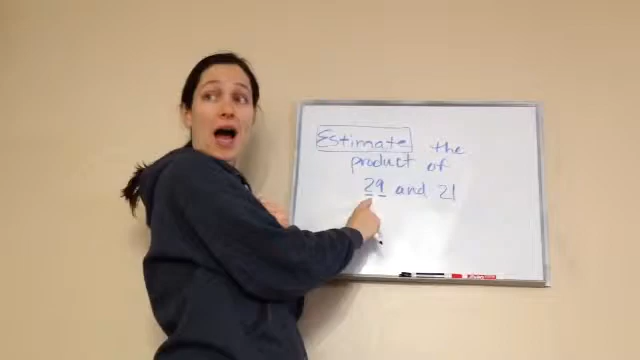 Estimate the
product of
29 and 21